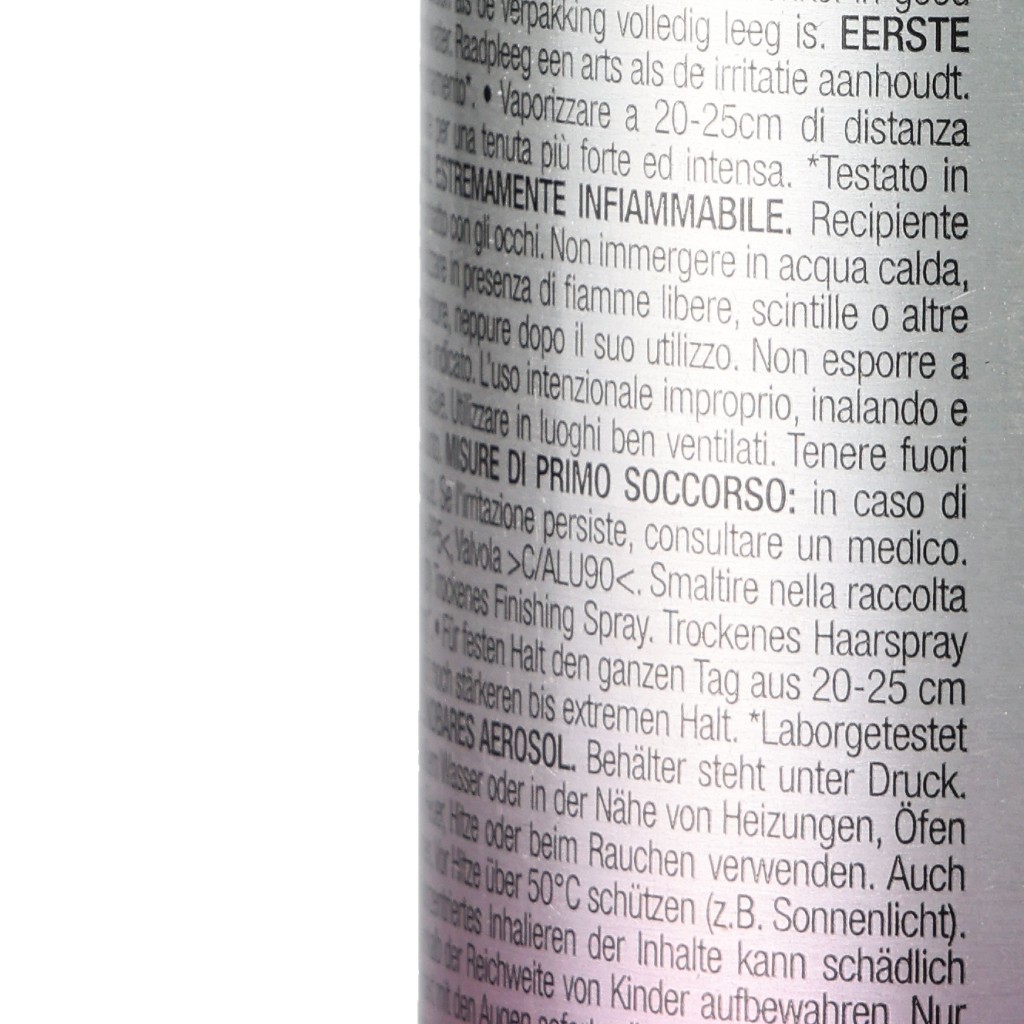 de verpakking volledig leeg is. EERSTE
Raadpleeg een arts als de irritatie aanhoudt.
• Vaporizzare a 20-25cm di distanza
per una tenuta più forte ed intensa. *Testato in
ESTREMAMENTE INFIAMMABILE. Recipiente
con gli occhi. Non immergere in acqua calda,
in presenza di fiamme libere, scintille o altre
neppure dopo il suo utilizzo. Non esporre a
indicato. L'uso intenzionale improprio, inalando e
Utilizzare in luoghi ben ventilati. Tenere fuori
MISURE DI PRIMO SOCCORSO: in caso di
Se l'irritazione persiste, consultare un medico.
Valvola >C/ALU90<. Smaltire nella raccolta
Trockenes Finishing Spray. Trockenes Haarspray
• Für festen Halt den ganzen Tag aus 20-25 cm
noch stärkeren bis extremen Halt. *Laborgetestet
AEROSOL. Behälter steht unter Druck.
Wasser oder in der Nähe von Heizungen, Öfen
Hitze oder beim Rauchen verwenden. Auch
Vor Hitze über 50°C schützen (z.B. Sonnenlicht).
Inhalieren der Inhalte kann schädlich
der Reichweite von Kinder aufbewahren. Nur
mit den Augen